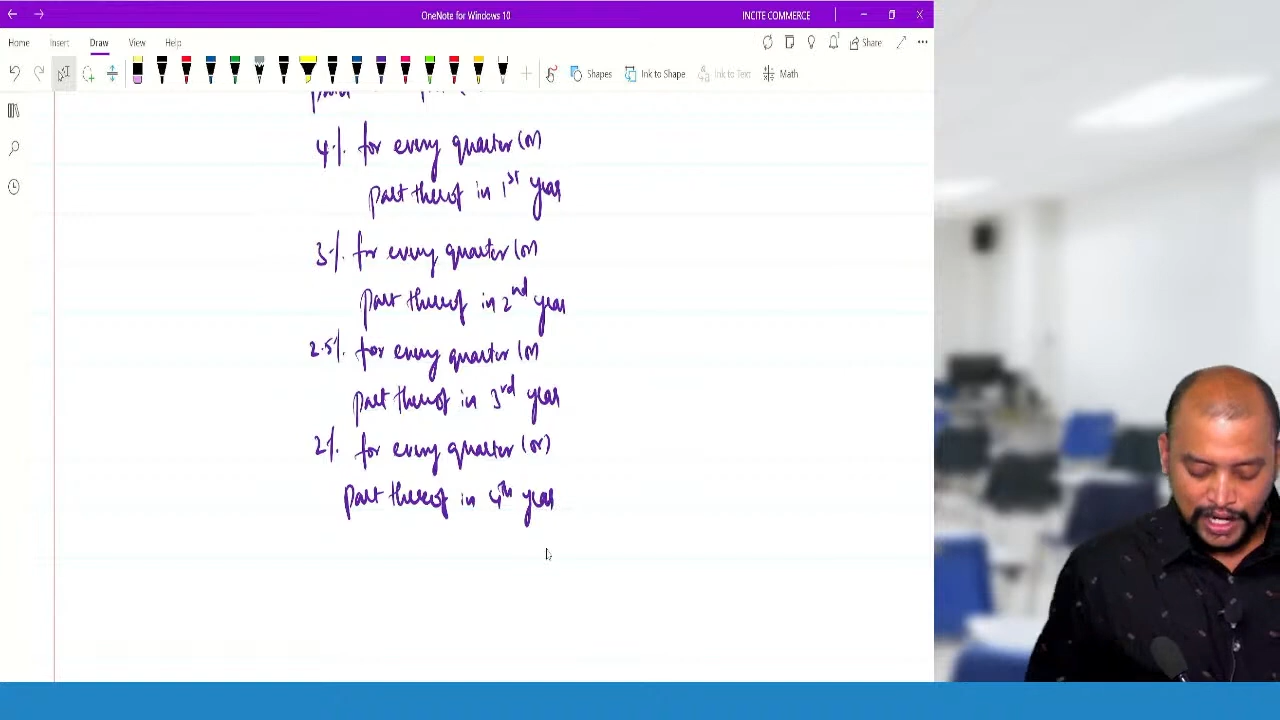 OneNote for Windows 10
INCITE COMMERCE
Home Insert Draw View Help
Share
Shapes Ink to Shape Ink to Text Math
4% for every quarter (or)
part thereof in 1st year
3% for every quarter (or)
part thereof in 2nd year
2.5% for every quarter (or)
part thereof in 3rd year
2% for every quarter (or)
part thereof in 4th year